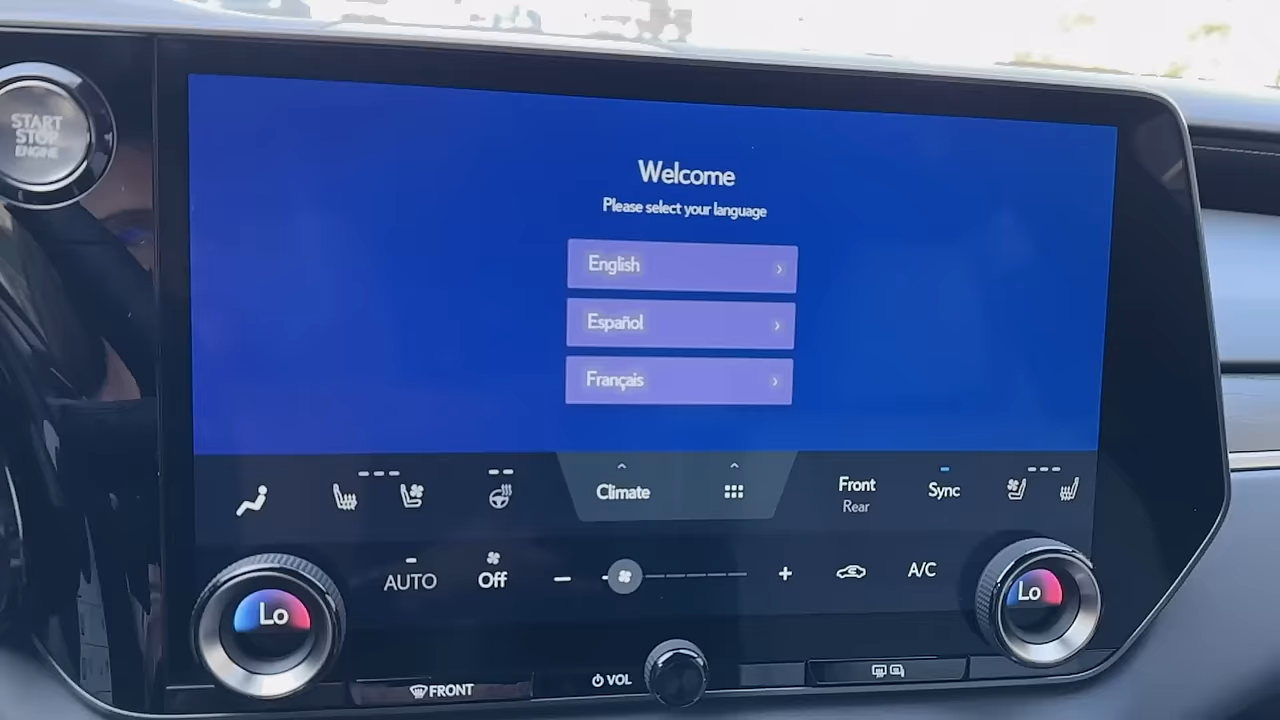 START
STOP
ENGINE
Welcome
Please select your language
English
Español
Français
Climate
Front
Rear
Sync
AUTO
Off
A/C
Lo
Lo
FRONT
VOL